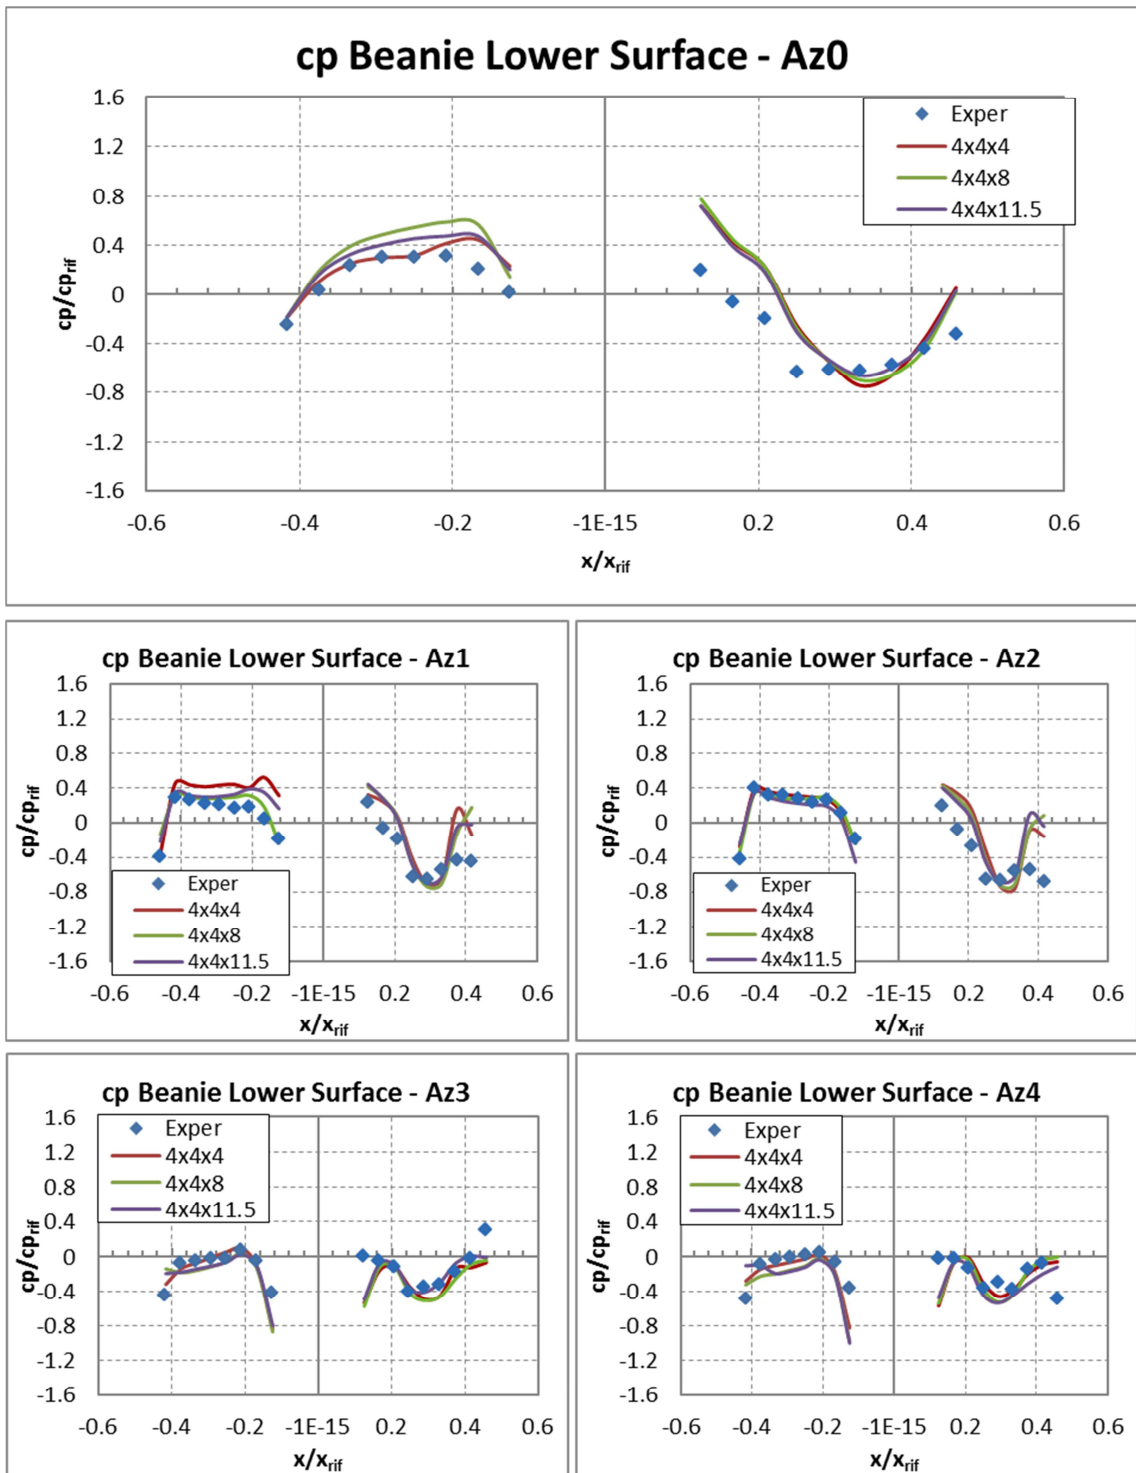 cp Beanie Lower Surface - Az0
cp/cp_rif
1.6
1.2
0.8
0.4
0
-0.4
-0.8
-1.2
-1.6
Exper
4x4x4
4x4x8
4x4x11.5
-0.6 -0.4 -0.2 -1E-15 0.2 0.4 0.6
x/x_rif
cp Beanie Lower Surface - Az1
cp/cp_rif
1.6
1.2
0.8
0.4
0
-0.4
-0.8
-1.2
-1.6
Exper
4x4x4
4x4x8
4x4x11.5
-0.6 -0.4 -0.2 -1E-15 0.2 0.4 0.6
x/x_rif
cp Beanie Lower Surface - Az2
cp/cp_rif
1.6
1.2
0.8
0.4
0
-0.4
-0.8
-1.2
-1.6
Exper
4x4x4
4x4x8
4x4x11.5
-0.6 -0.4 -0.2 -1E-15 0.2 0.4 0.6
x/x_rif
cp Beanie Lower Surface - Az3
cp/cp_rif
1.6
1.2
0.8
0.4
0
-0.4
-0.8
-1.2
-1.6
Exper
4x4x4
4x4x8
4x4x11.5
-0.6 -0.4 -0.2 -1E-15 0.2 0.4 0.6
x/x_rif
cp Beanie Lower Surface - Az4
cp/cp_rif
1.6
1.2
0.8
0.4
0
-0.4
-0.8
-1.2
-1.6
Exper
4x4x4
4x4x8
4x4x11.5
-0.6 -0.4 -0.2 -1E-15 0.2 0.4 0.6
x/x_rif